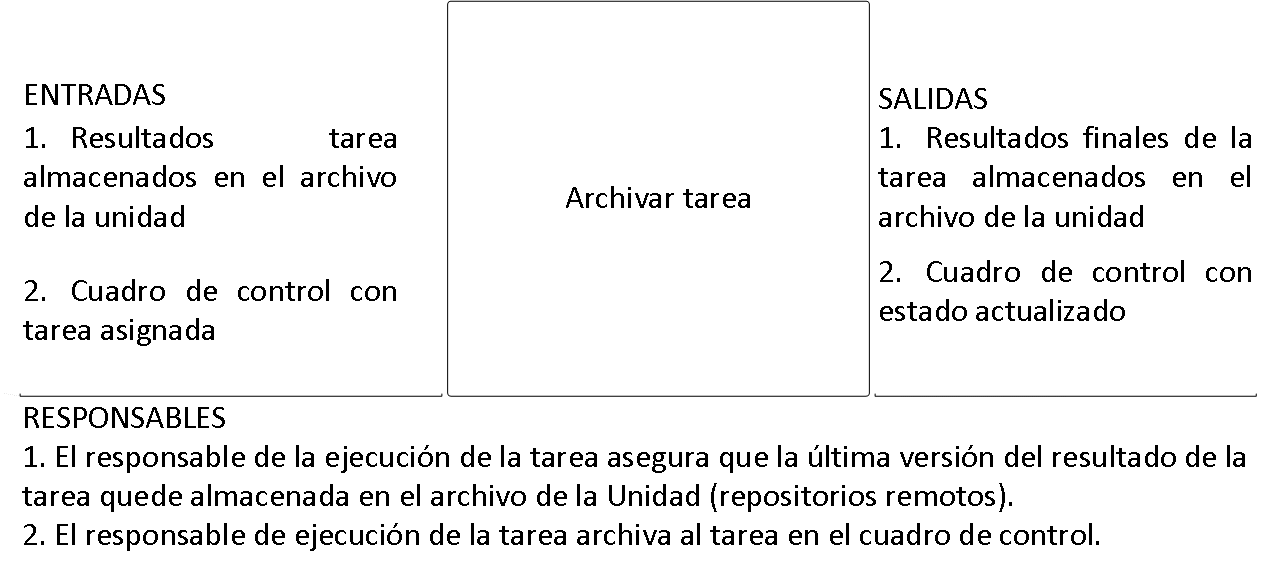 ENTRADAS
1. Resultados tarea
almacenados en el archivo
de la unidad
2. Cuadro de control con
tarea asignada
Archivar tarea
SALIDAS
1. Resultados finales de la
tarea almacenados en el
archivo de la unidad
2. Cuadro de control con
estado actualizado
RESPONSABLES
1. El responsable de la ejecución de la tarea asegura que la última versión del resultado de la
tarea quede almacenada en el archivo de la Unidad (repositorios remotos).
2. El responsable de ejecución de la tarea archiva al tarea en el cuadro de control.